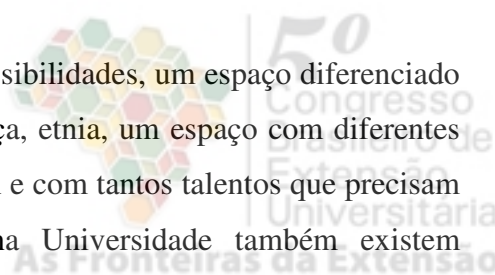 sibilidades, um espaço diferenciado
ça, etnia, um espaço com diferentes
e com tantos talentos que precisam
Universidade também existem
5º
Congresso
Brasileiro de
Extensão
Universitária
As Fronteiras da Extensão